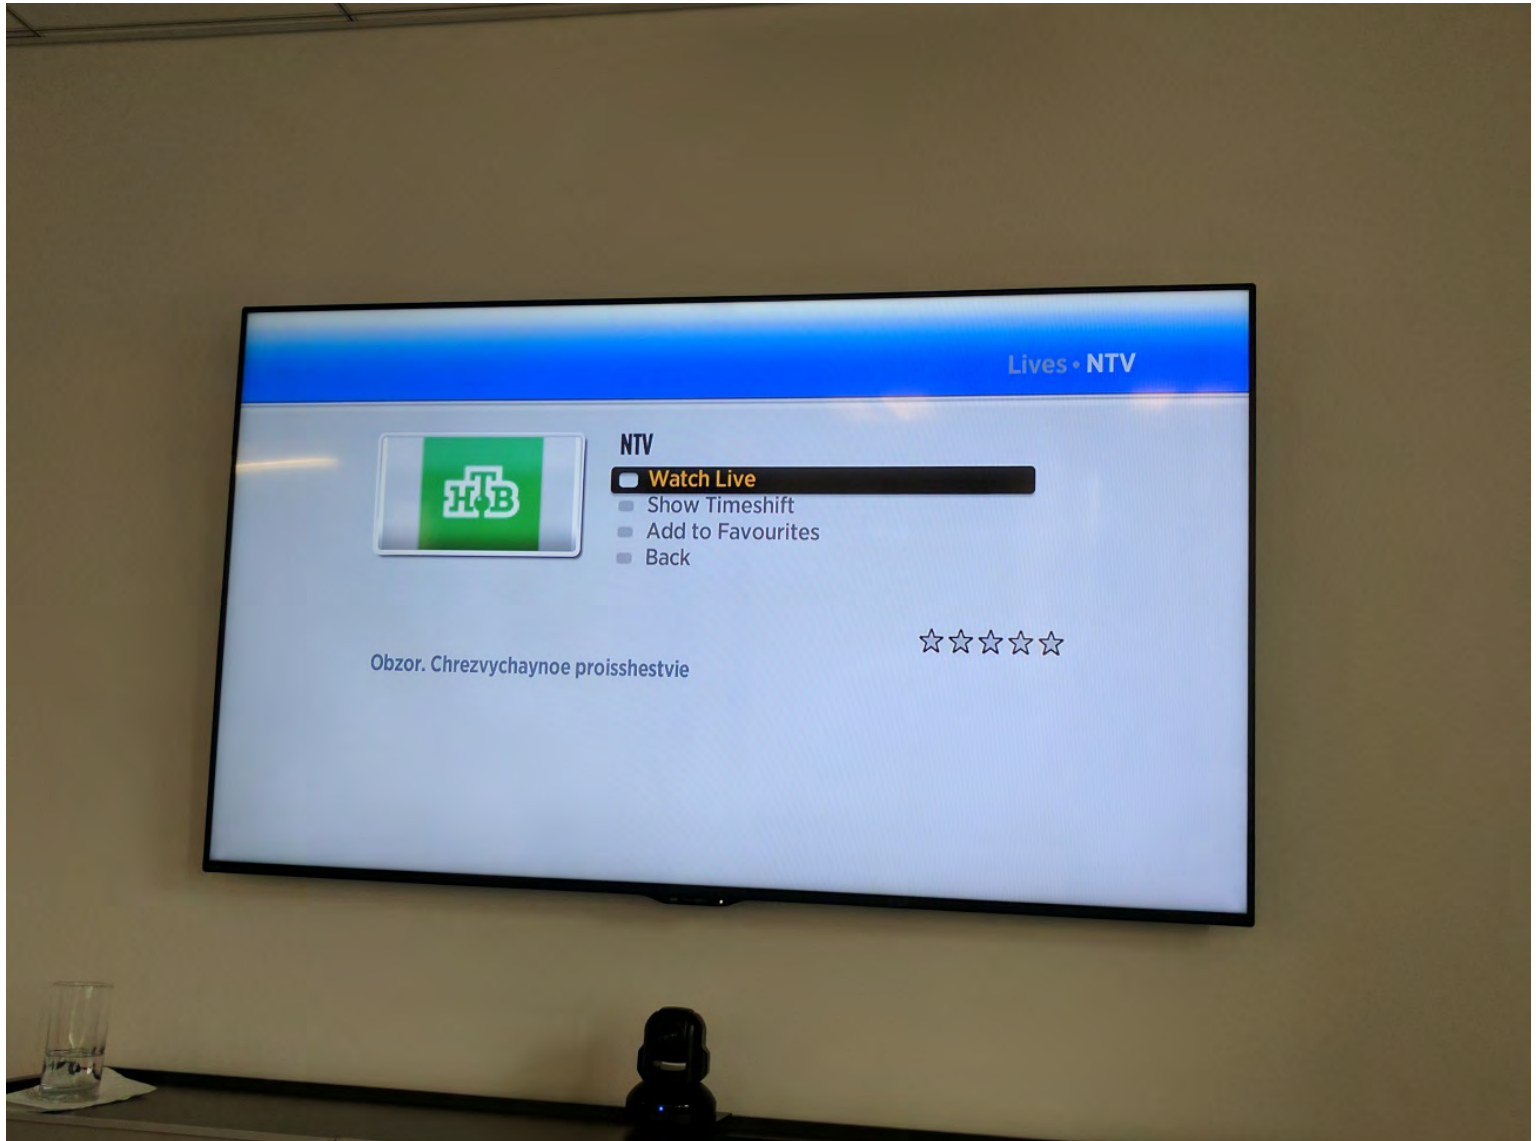 Lives • NTV
НТВ
NTV
Watch Live
Show Timeshift
Add to Favourites
Back
Obzor. Chrezvychaynoe proisshestvie